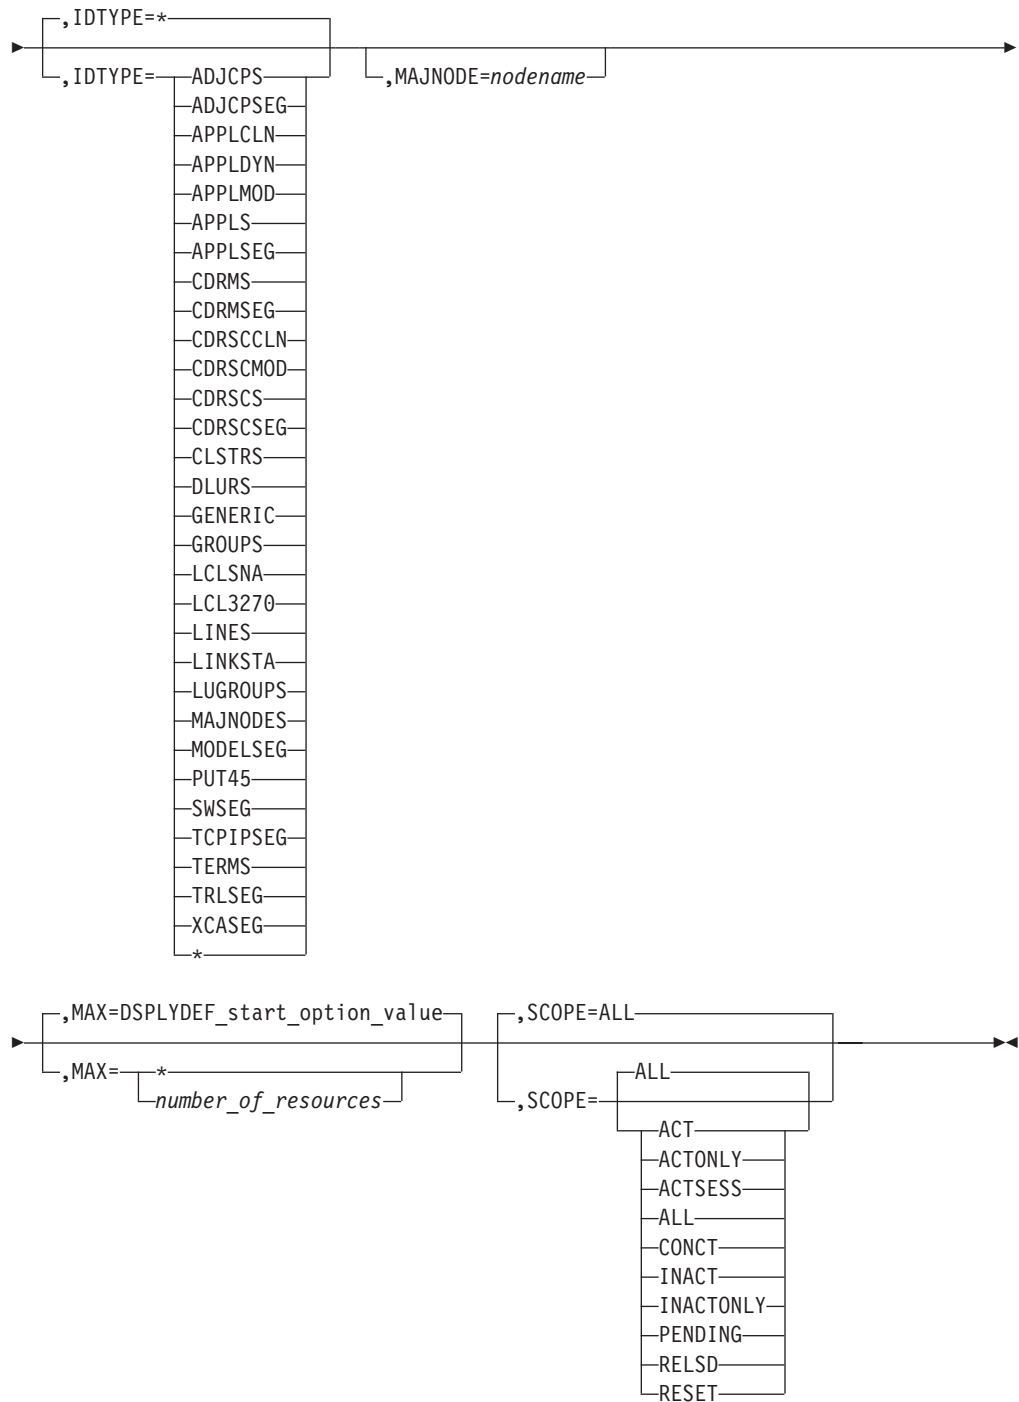 ,IDTYPE=*
,IDTYPE= ADJCPS ,MAJNODE=nodename
ADJCPSEG
APPLCLN
APPLDYN
APPLMOD
APPLS
APPLSEG
CDRMS
CDRMSEG
CDRSCCLN
CDRSCMOD
CDRSCS
CDRSCSEG
CLSTRS
DLURS
GENERIC
GROUPS
LCLSNA
LCL3270
LINES
LINKSTA
LUGROUPS
MAJNODES
MODELSEG
PUT45
SWSEG
TCPIPSEG
TERMS
TRLSEG
XCASEG
*
,MAX=DSPLYDEF_start_option_value ,SCOPE=ALL
,MAX= * ALL
number_of_resources ,SCOPE=
ACT
ACTONLY
ACTSESS
ALL
CONCT
INACT
INACTONLY
PENDING
RELSD
RESET